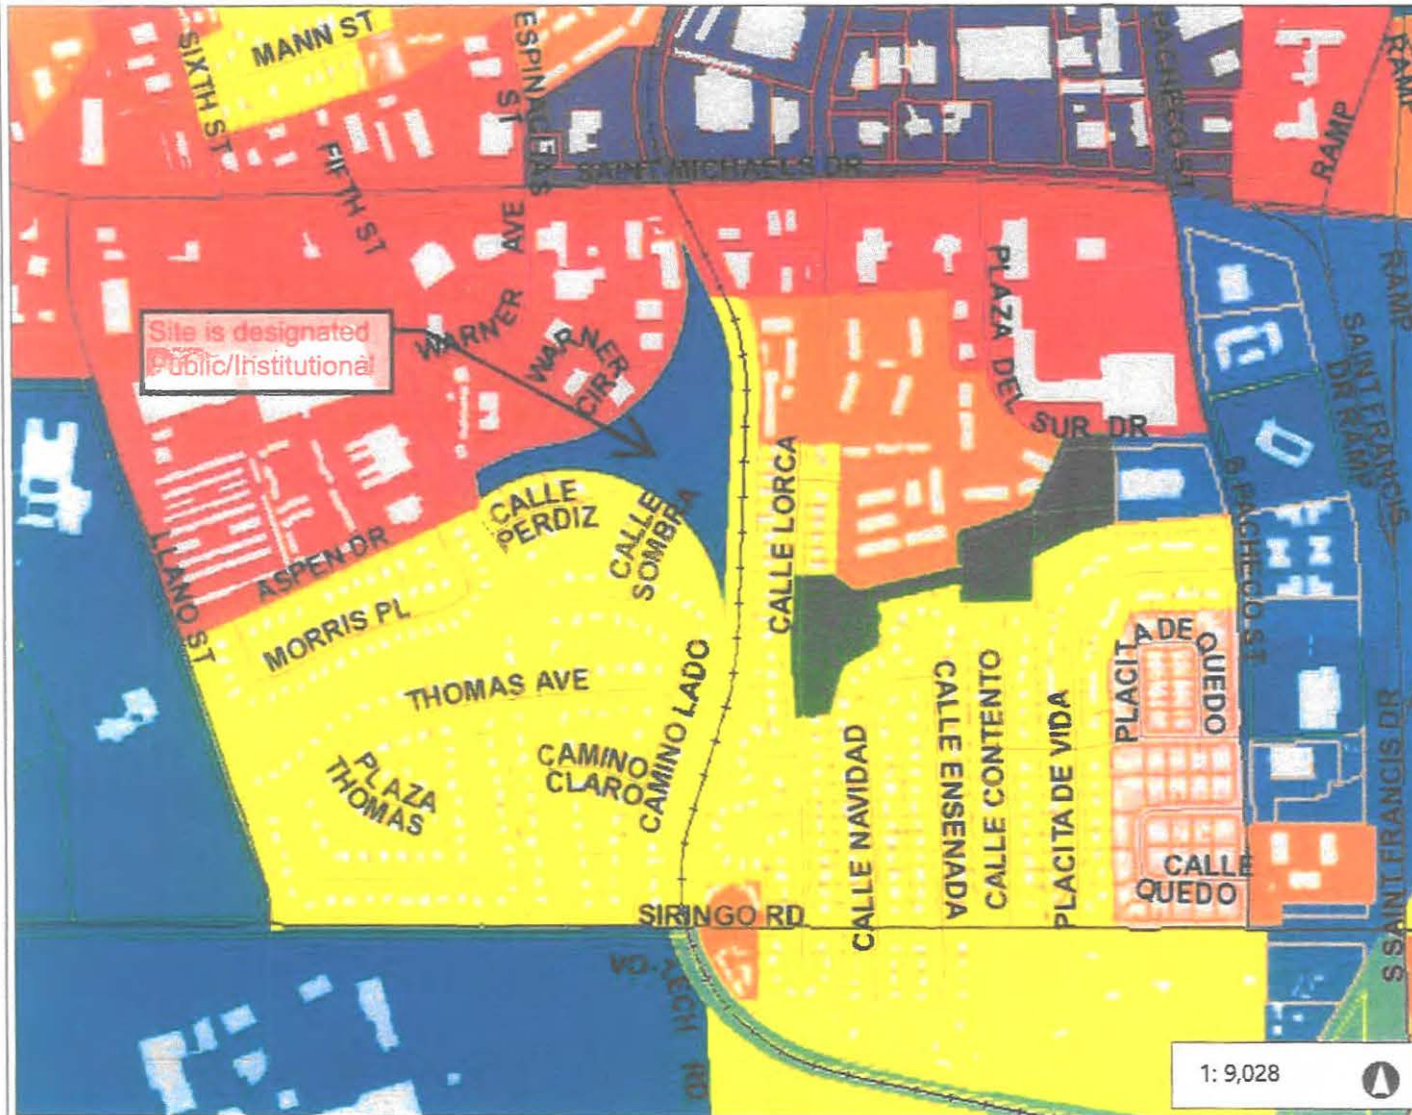 MANN ST
SIXTH ST
ESPINACITAS
ST
PACHECO ST
RAMP
RAMP
FIFTH ST
SAINT MICHAELS DR
Site is designated
Public/Institutional
WARNER AVE
WARNER
CIR
PLAZA DEL
SUR DR
RAMP
SAINT FRANCIS
DR RAMP
CALLE
PERDIZ
CALLE
SOMBRA
CALLE LORCA
S PACHECO ST
LLANO ST
ASPEN DR
MORRIS PL
THOMAS AVE
PLAZA
THOMAS
CAMINO
CLARO
CAMINO LADO
PLACITA DE QUEDO
CALLE NAVIDAD
CALLE ENSENADA
CALLE CONTENTO
PLACITA DE VIDA
CALLE
QUEDO
SIRINGO RD
S SAINT FRANCIS DR
YO-TECH RD
1: 9,028